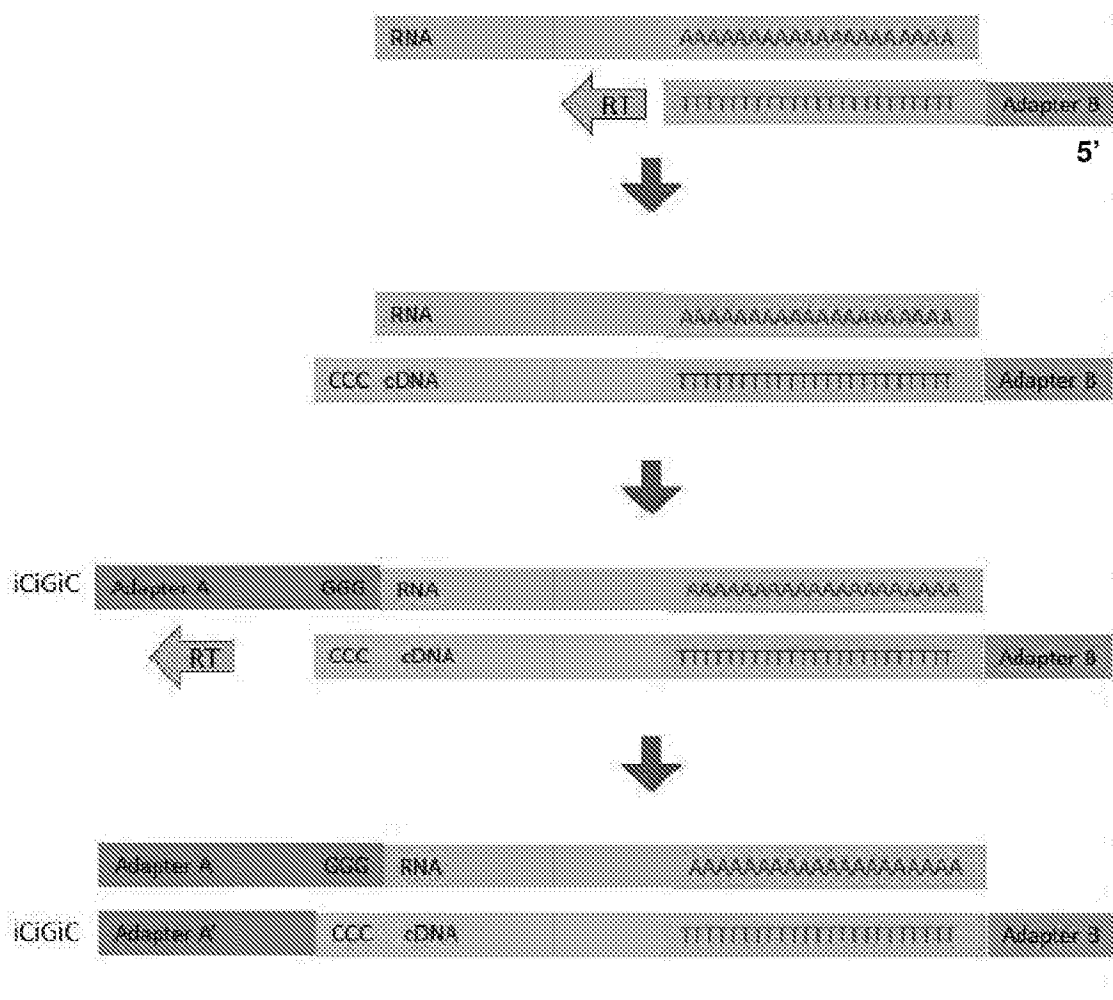 RNA AAAAAAAAAAAAAAAAAAAA
RT TTTTTTTTTTTTTTTTTTTTTT Adapter B
5'
RNA AAAAAAAAAAAAAAAAAAAA
CCC cDNA TTTTTTTTTTTTTTTTTTTTTT Adapter B
iCiGiC Adapter A GGG RNA AAAAAAAAAAAAAAAAAAAA
RT CCC cDNA TTTTTTTTTTTTTTTTTTTTTT Adapter B
Adapter A GGG RNA AAAAAAAAAAAAAAAAAAAA
iCiGiC Adapter A' CCC cDNA TTTTTTTTTTTTTTTTTTTTTT Adapter B